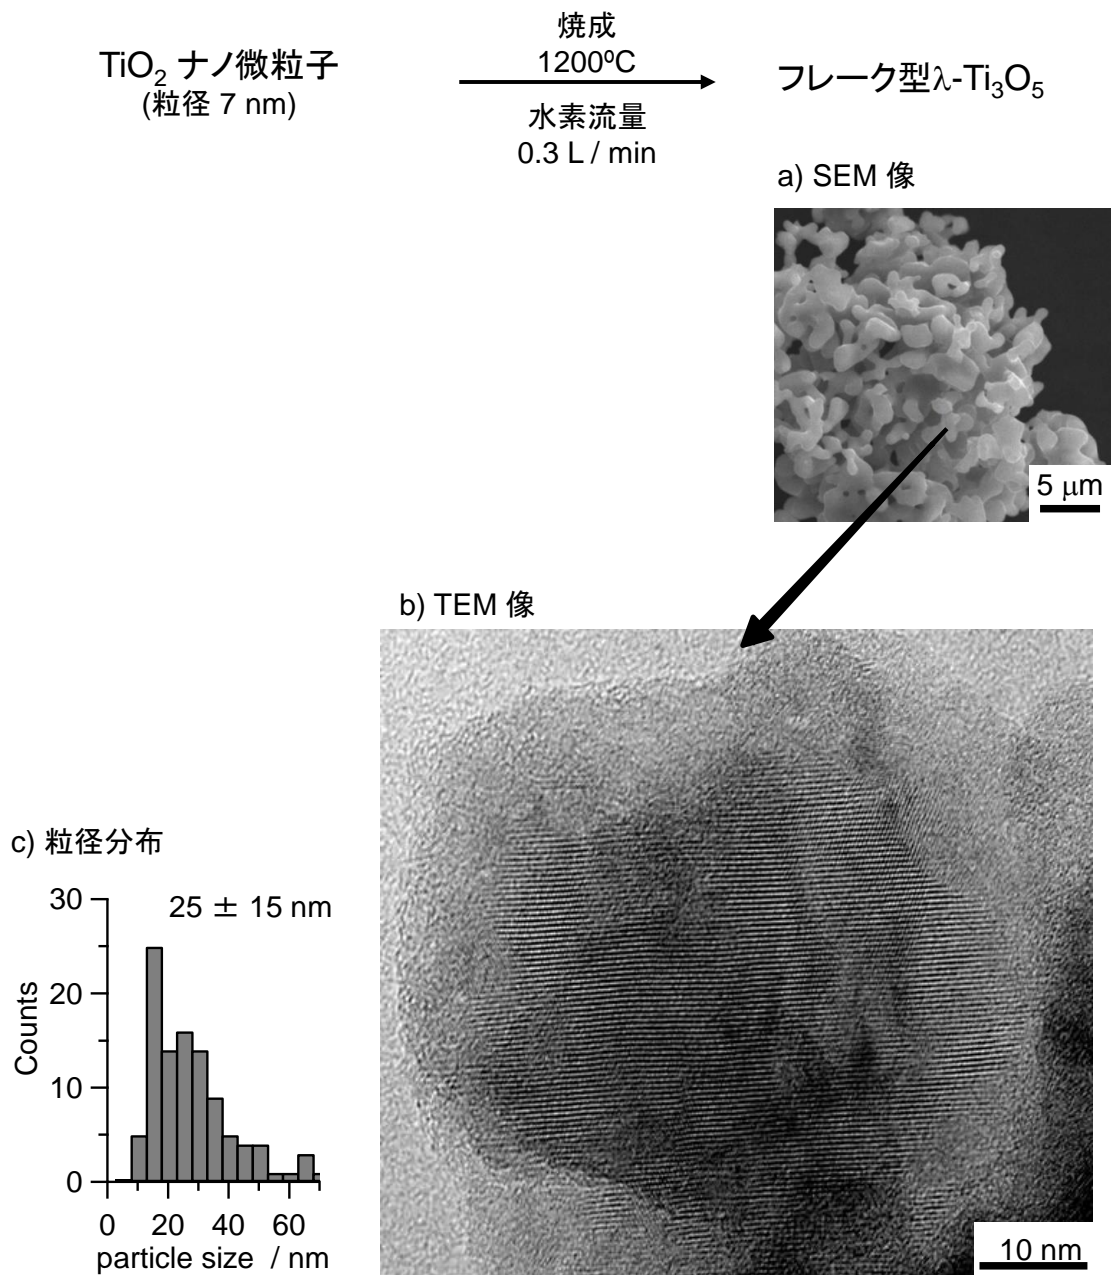 TiO2 ナノ微粒子
(粒径 7 nm)
焼成
1200ºC
水素流量
0.3 L / min
フレーク型λ-Ti3O5
a) SEM 像
5 μm
b) TEM 像
10 nm
c) 粒径分布
25 ± 15 nm
Counts
30
20
10
0
0 20 40 60
particle size / nm